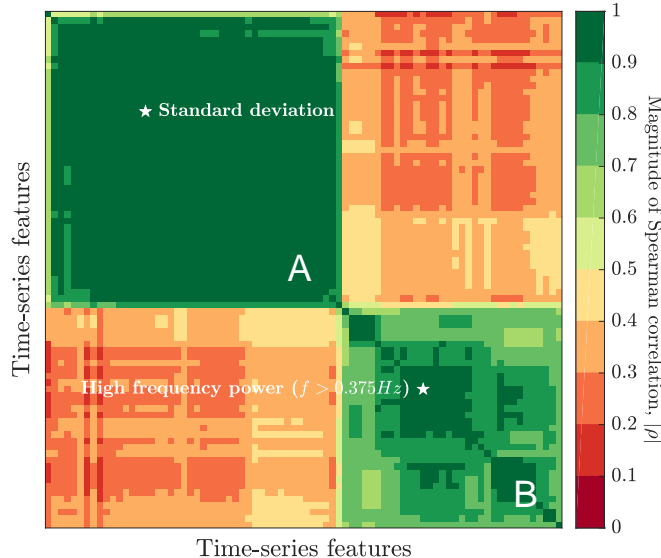 ★ Standard deviation
A
High frequency power (f > 0.375Hz) ★
B
Time-series features
Time-series features
1
0.9
0.8
0.7
0.6
0.5
0.4
0.3
0.2
0.1
0
Magnitude of Spearman correlation, |ρ|